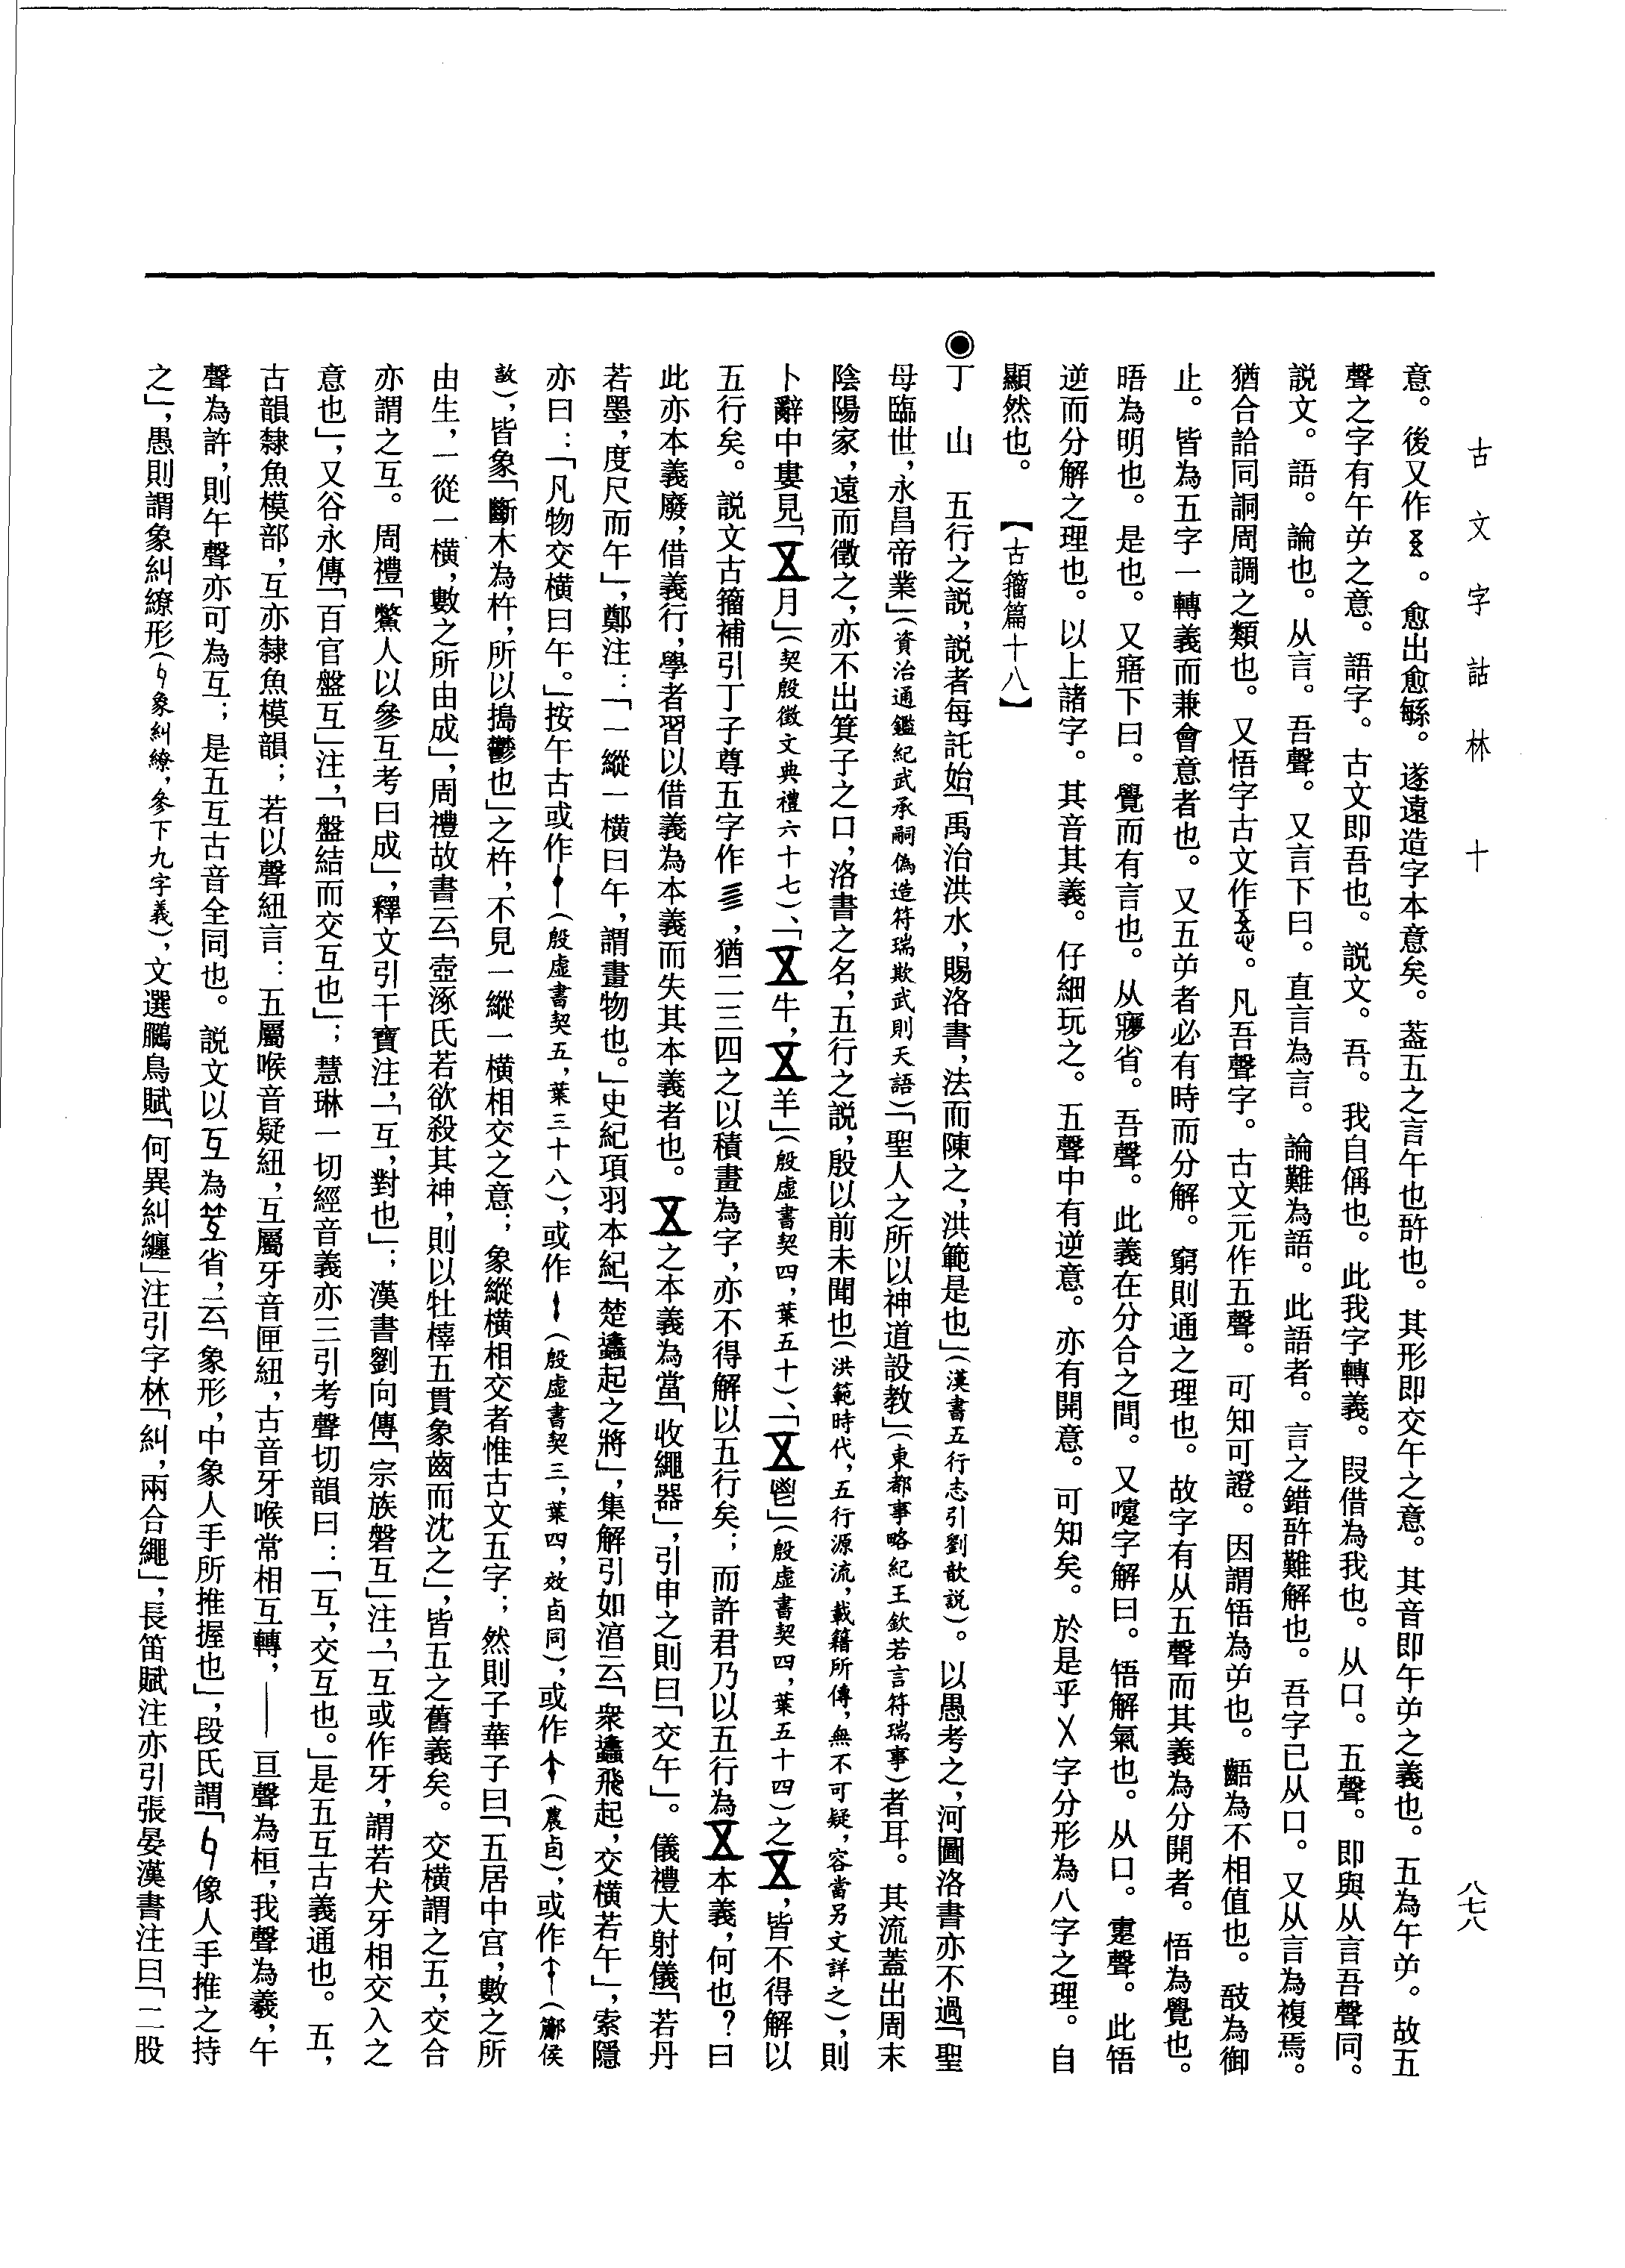 古文字詁林　十
八七八
意。後又作。愈出愈緐。遂遠造字本意矣。葢五之言午也啎也。其形即交午之意。其音即午屰之義也。五為午屰。故五
聲之字有午屰之意。語字。古文即吾也。説文。吾。我自偁也。此我字轉義。叚借為我也。从口。五聲。即與从言吾聲同。
説文。語。論也。从言。吾聲。又言下曰。直言為言。論難為語。此語者。言之錯啎難解也。吾字已从口。又从言為複焉。
猶合詥同詷周調之類也。又悟字古文作。凡吾聲字。古文元作五聲。可知可證。因謂啎為屰也。齬為不相值也。敔為御
止。皆為五字一轉義而兼會意者也。又五屰者必有時而分解。窮則通之理也。故字有从五聲而其義為分開者。悟為覺也。
晤為明也。是也。又寤下曰。覺而有言也。从㝱省。吾聲。此義在分合之間。又嚏字解曰。悟解氣也。从口。疐聲。此悟
逆而分解之理也。以上諸字。其音其義。仔細玩之。五聲中有逆意。亦有開意。可知矣。於是乎㐅字分形為八字之理。自
顯然也。　【古籀篇十八】
◉丁　山　五行之説，説者每託始「禹治洪水，賜洛書，法而陳之，洪範是也」（漢書五行志引劉歆説）。以愚考之，河圖洛書亦不過「聖
母臨世，永昌帝業」（資治通鑑紀武承嗣偽造符瑞欺武則天語）「聖人之所以神道設教」（東都事略紀王欽若言符瑞事）者耳。其流蓋出周末
陰陽家，遠而徵之，亦不出箕子之口，洛書之名，五行之説，殷以前未聞也（洪範時代，五行源流，載籍所傳，無不可疑，容當另文詳之），則
卜辭中婁見「月」（契殷徵文典禮六十七）、「牛，羊」（殷虛書契四，葉五十）、「鬯」（殷虛書契四，葉五十四）之，皆不得解以
五行矣。説文古籀補引丁子尊五字作，猶二三四之以積畫為字，亦不得解以五行矣；而許君乃以五行為本義，何也？曰
此亦本義廢，借義行，學者習以借義為本義而失其本義者也。之本義為當「收繩器」，引申之則曰「交午」。儀禮大射儀「若丹
若墨，度尺而午」，鄭注：「一縱一橫曰午，謂畫物也。」史紀項羽本紀「楚蠭起之將」，集解引如淳云「衆蠭飛起，交橫若午」，索隱
亦曰：「凡物交橫曰午。」按午古或作（殷虛書契五，葉三十八），或作（殷虛書契三，葉四，效卣同），或作（農卣），或作（鄘侯
㪤），皆象「斷木為杵，所以搗鬱也」之杵，不見一縱一橫相交之意；象縱橫相交者惟古文五字；然則子華子曰「五居中宮，數之所
由生，一從一橫，數之所由成」，周禮故書云「壺涿氏若欲殺其神，則以牡橭五貫象齒而沈之」，皆五之舊義矣。交橫謂之五，交合
亦謂之互。周禮「鱉人以參互考日成」，釋文引干寶注，「互，對也」；漢書劉向傳「宗族磐互」注，「互或作牙，謂若犬牙相交入之
意也」，又谷永傳「百官盤互」注，「盤結而交互也」；慧琳一切經音義亦三引考聲切韻曰：「互，交互也。」是五互古義通也。五，
古韻隸魚模部，互亦隸魚模韻；若以聲紐言：五屬喉音疑紐，互屬牙音匣紐，古音牙喉常相互轉，——亘聲為桓，我聲為羲，午
聲為許，則午聲亦可為互；是五互古音全同也。説文以互為省，云「象形，中象人手所推握也」，段氏謂「像人手推之持
之」，愚則謂象糾繚形（象糾繚，參下九字義），文選鵩鳥賦「何異糾纆」注引字林「糾，兩合繩」，長笛賦注亦引張晏漢書注曰「二股